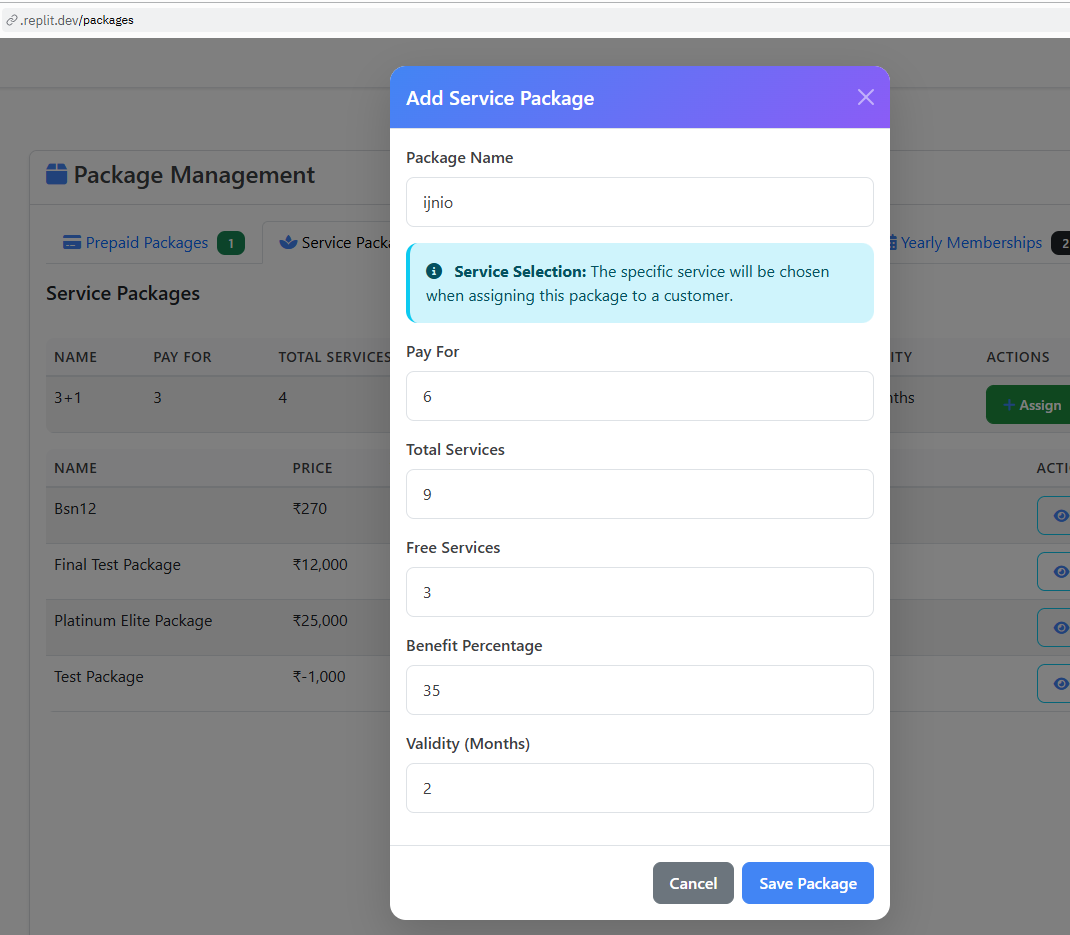 .replit.dev/packages
Add Service Package
Package Name
ijnio
Service Selection: The specific service will be chosen
when assigning this package to a customer.
Pay For
6
Total Services
9
Free Services
3
Benefit Percentage
35
Validity (Months)
2
Cancel Save Package
Package Management
Prepaid Packages 1 Service Packa Yearly Memberships 2
Service Packages
NAME PAY FOR TOTAL SERVICES ITY ACTIONS
3+1 3 4 nths Assign
NAME PRICE ACTI
Bsn12 ₹270
Final Test Package ₹12,000
Platinum Elite Package ₹25,000
Test Package ₹-1,000